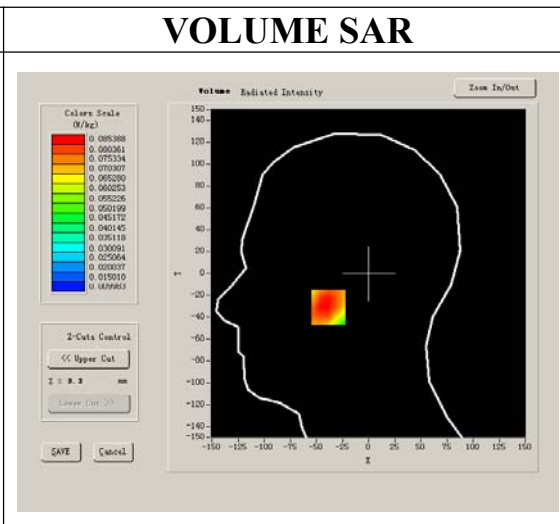 VOLUME SAR
Volume Radiated Intensity
Zoom In/Out
Colors Scale
(W/kg)
0.085388
0.080361
0.075334
0.070307
0.065280
0.060253
0.055226
0.050199
0.045172
0.040145
0.035118
0.030091
0.025064
0.020037
0.015010
150
140
100
80
60
40
20
0
-20
-40
-60
-80
-100
-120
-140
-150
Y
-150 -125 -100 -75 -50 -25 0 25 50 75 100 125 150
X
Z-Cuts Control
<< Upper Cut
mm
Lower Cut >>
SAVE
Cancel